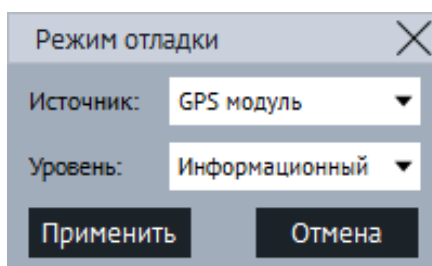 Режим отладки
Источник: GPS модуль
Уровень: Информационный
Применить Отмена